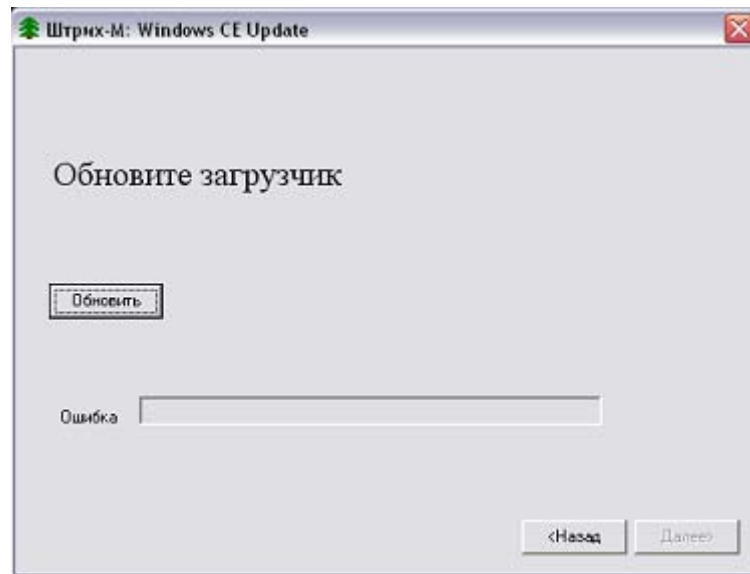 Штрих-М: Windows CE Update
Обновите загрузчик
Обновить
Ошибка
<Назад
Далее>